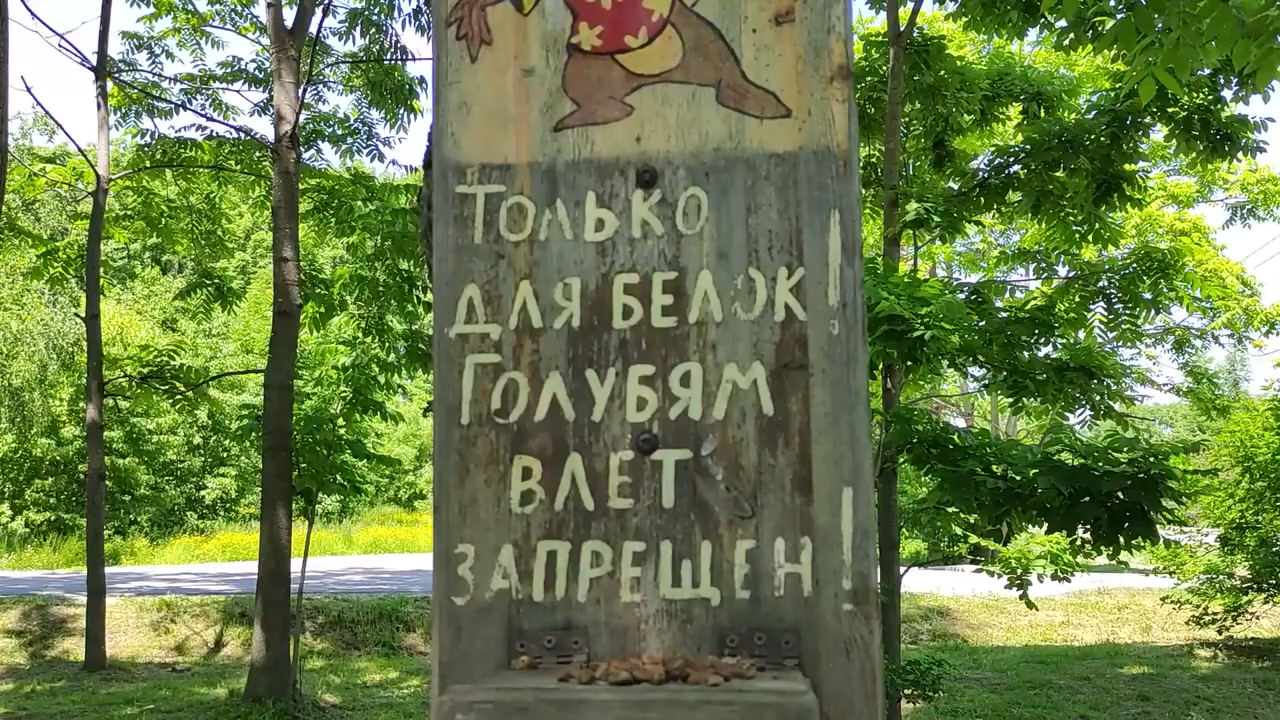 Только
для белок!
Голубям
влет
запрещен!